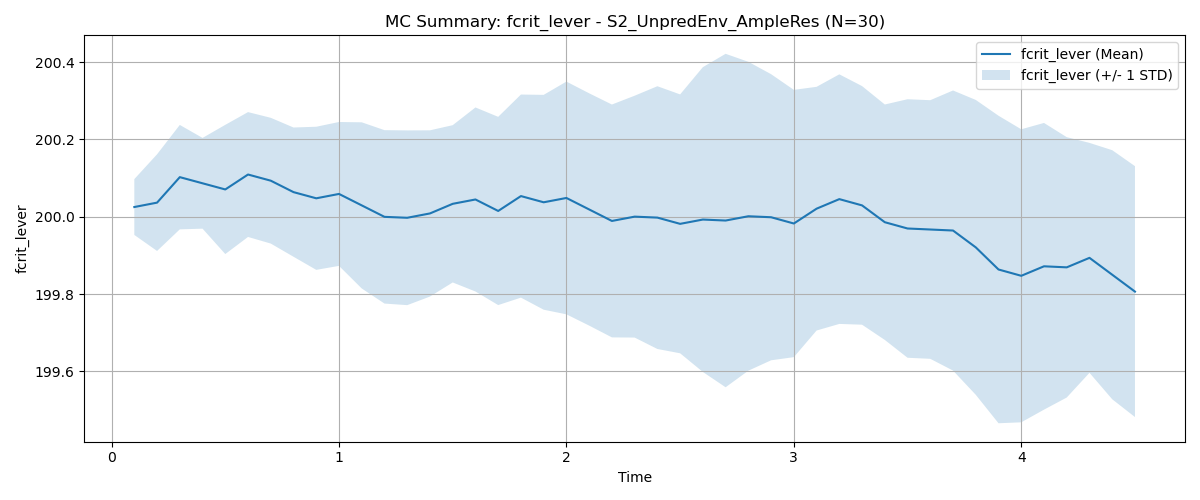 MC Summary: fcrit_lever - S2_UnpredEnv_AmpleRes (N=30)
fcrit_lever (Mean)
fcrit_lever (+/- 1 STD)
fcrit_lever
200.4
200.2
200.0
199.8
199.6
0 1 2 3 4
Time